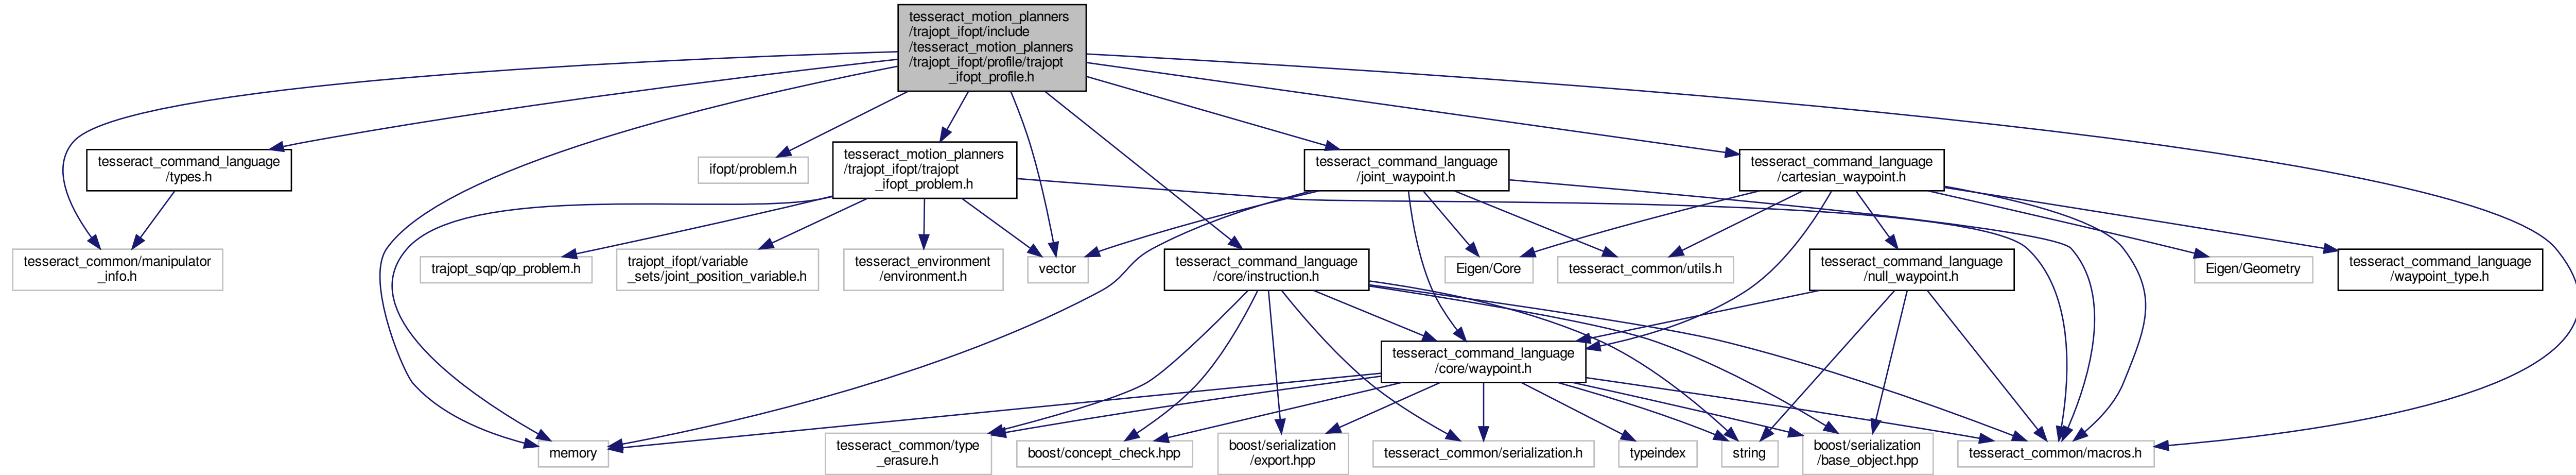 tesseract_motion_planners
/trajopt_ifopt/include
/tesseract_motion_planners
/trajopt_ifopt/profile/trajopt
_ifopt_profile.h
tesseract_command_language
/types.h
ifopt/problem.h
tesseract_motion_planners
/trajopt_ifopt/trajopt
_ifopt_problem.h
tesseract_command_language
/joint_waypoint.h
tesseract_command_language
/cartesian_waypoint.h
tesseract_common/manipulator
_info.h
trajopt_sqp/qp_problem.h
trajopt_ifopt/variable
_sets/joint_position_variable.h
tesseract_environment
/environment.h
vector
tesseract_command_language
/core/instruction.h
Eigen/Core
tesseract_common/utils.h
tesseract_command_language
/null_waypoint.h
Eigen/Geometry
tesseract_command_language
/waypoint_type.h
tesseract_command_language
/core/waypoint.h
memory
tesseract_common/type
_erasure.h
boost/concept_check.hpp
boost/serialization
/export.hpp
tesseract_common/serialization.h
typeindex
string
boost/serialization
/base_object.hpp
tesseract_common/macros.h